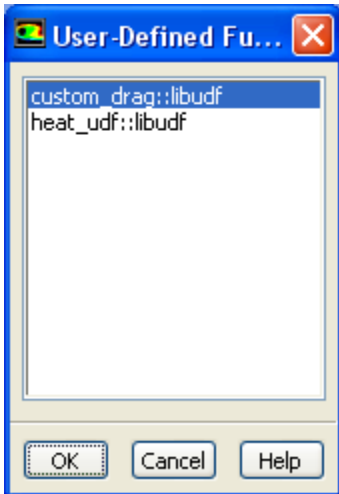 User-Defined Fu...
custom_drag::libudf
heat_udf::libudf
OK Cancel Help